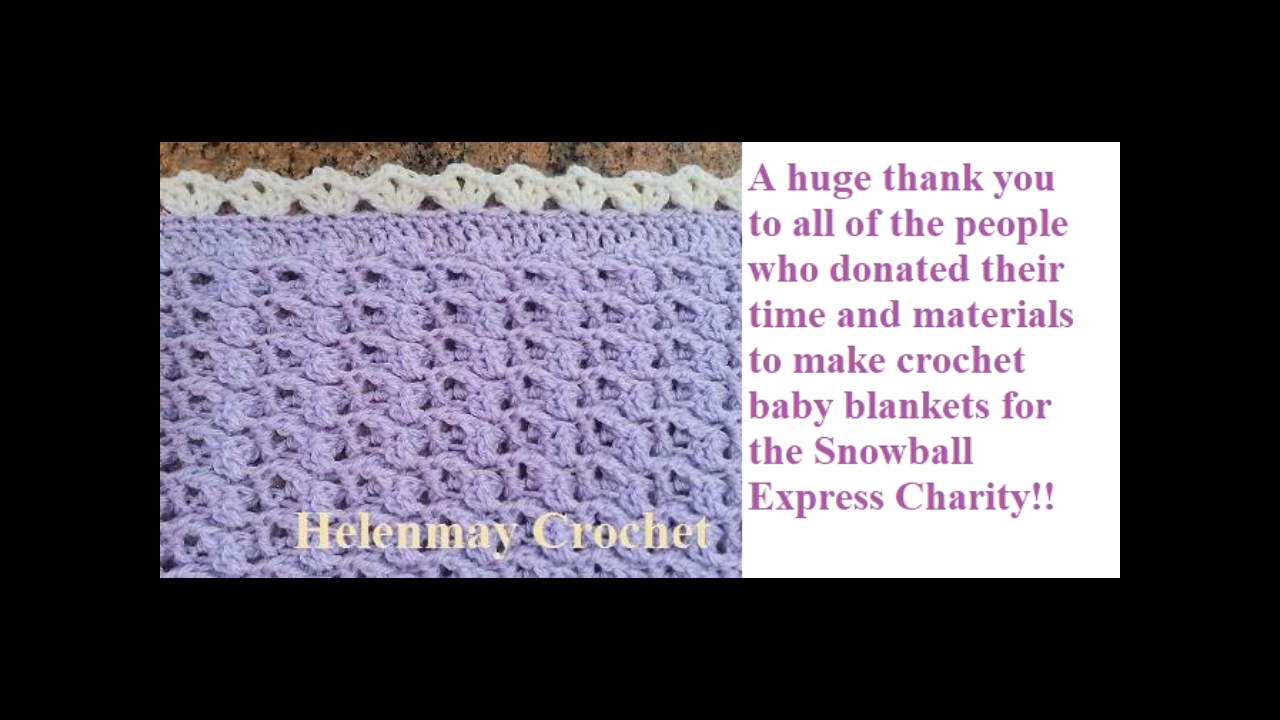 A huge thank you
to all of the people
who donated their
time and materials
to make crochet
baby blankets for
the Snowball
Express Charity!!
Helenmay Crochet